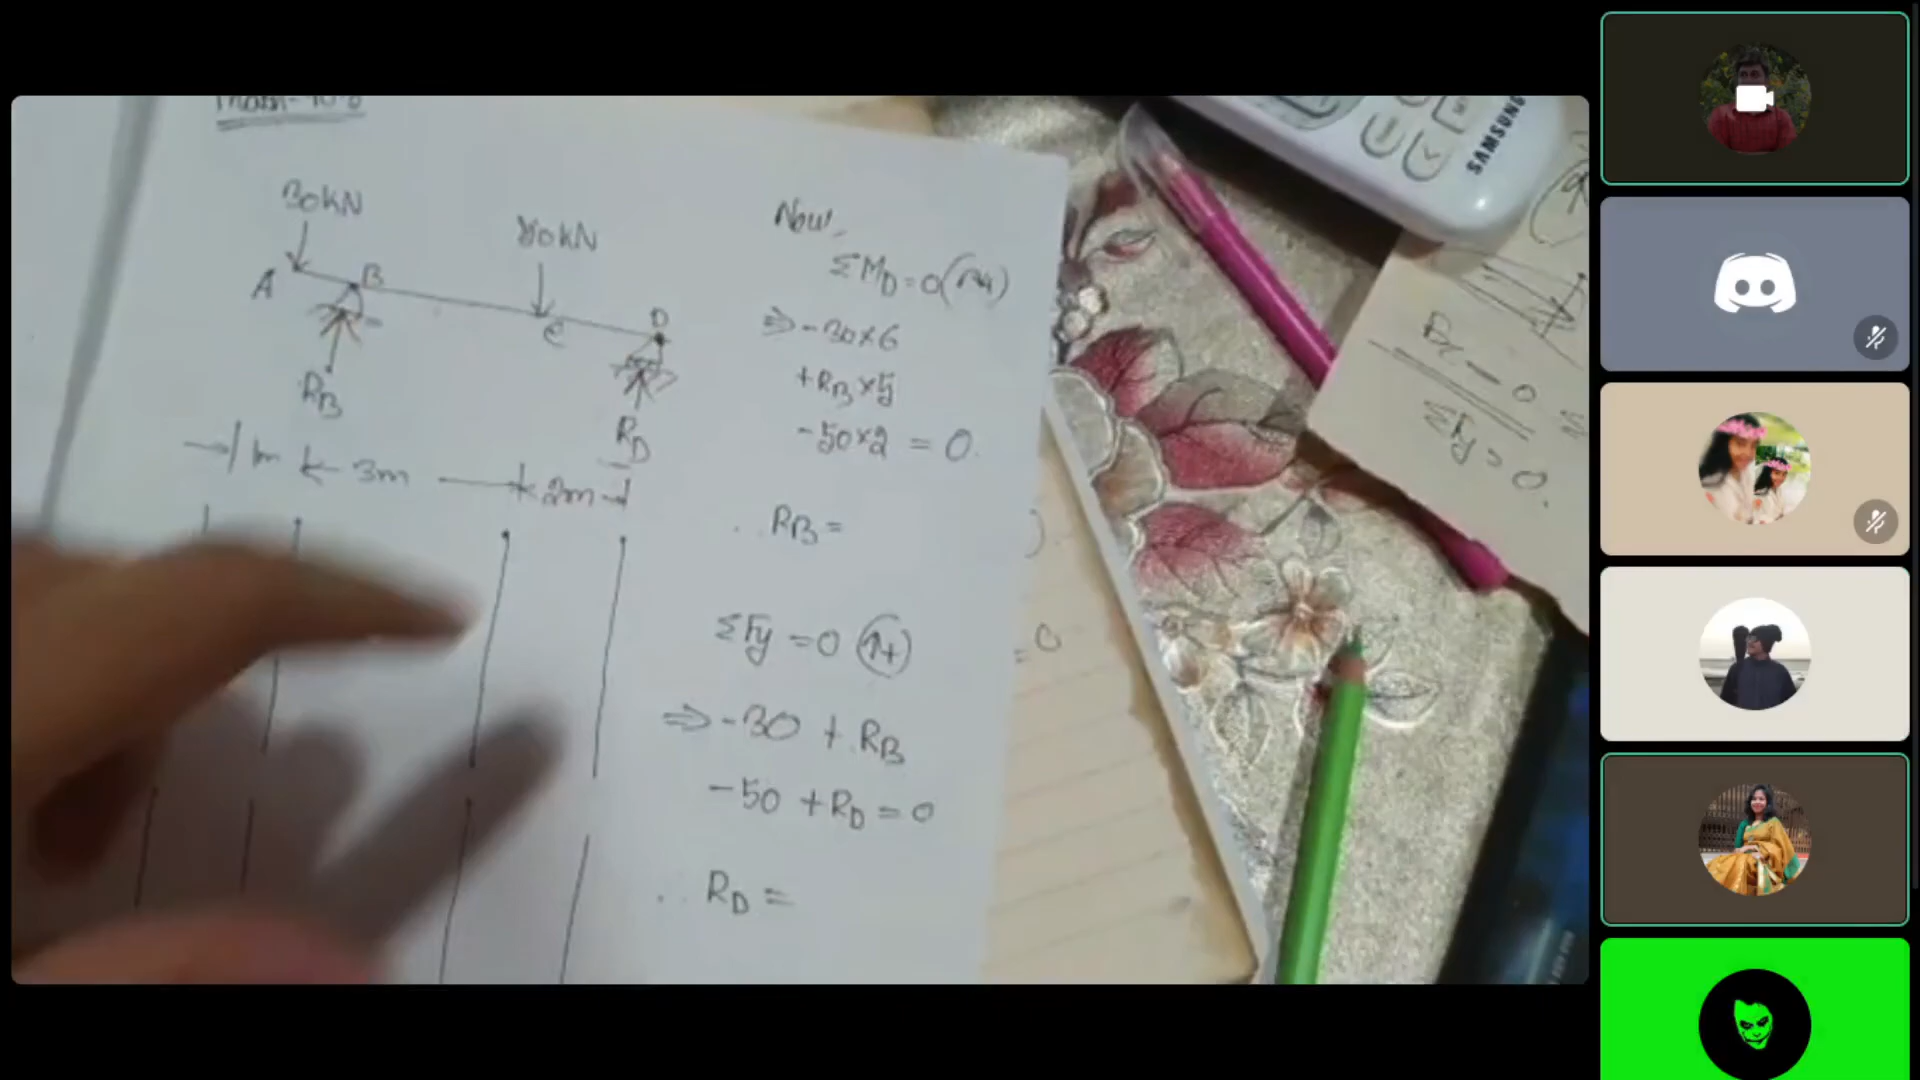 30kN
50kN
A
B
C
D
RB
RD
1m
3m
2m
Now,
ΣMD=0
⇒ -30×6
+RB×5
-50×2 = 0.
∴ RB =
ΣFy = 0 (↑+)
⇒ -30 + RB
-50 + RD = 0
∴ RD =
SAMSUNG
ΣFy = 0.
= 0